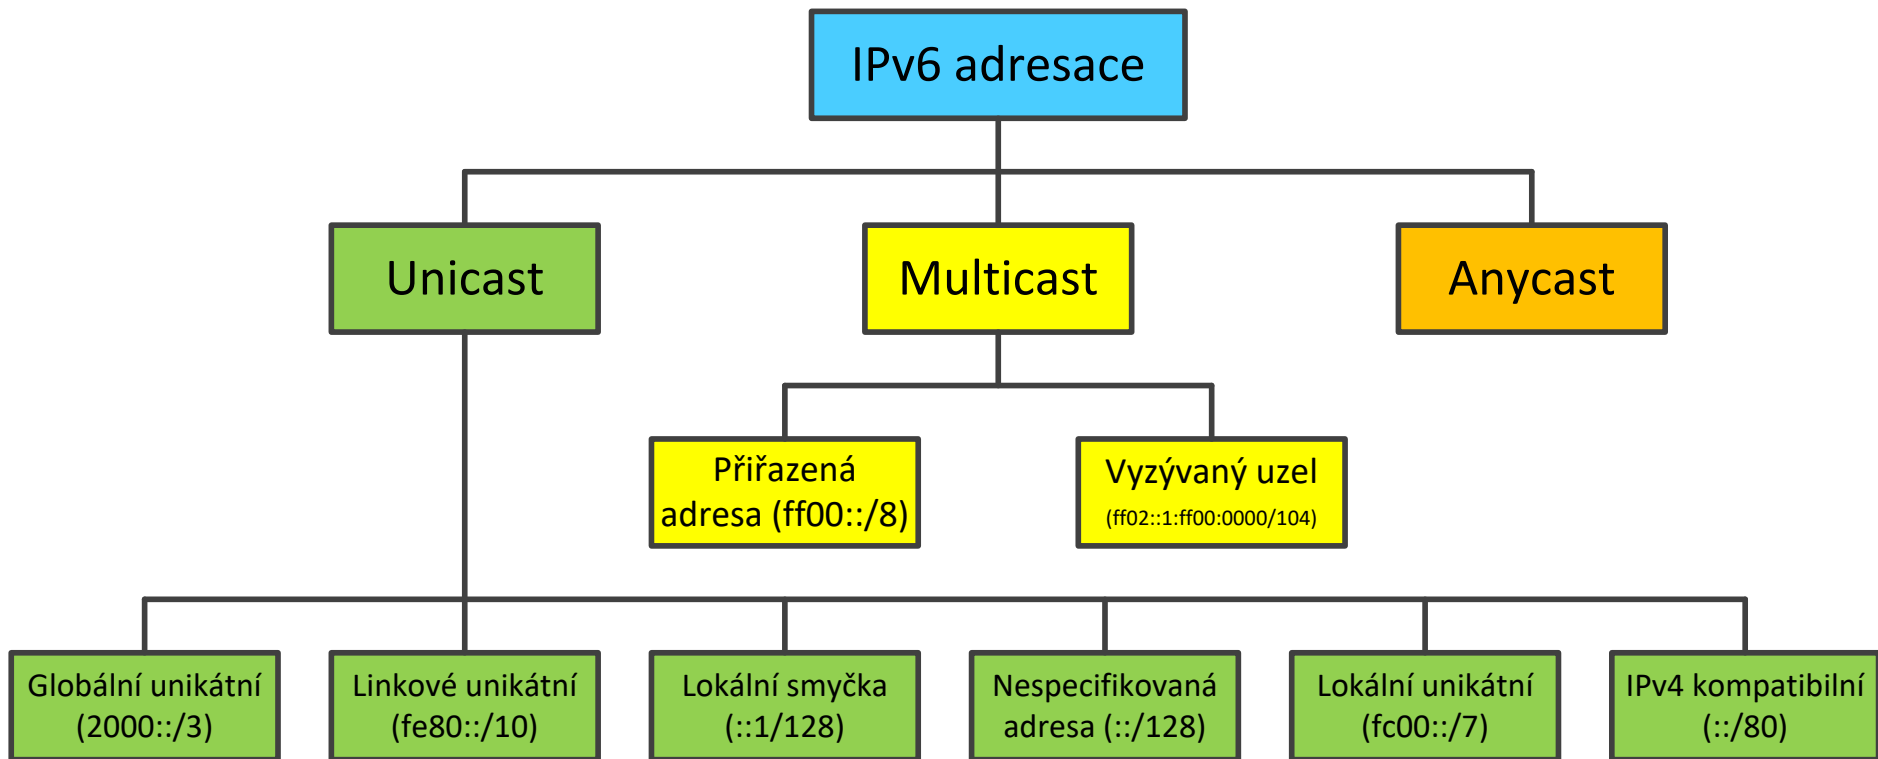 IPv6 adresace
Unicast
Multicast
Anycast
Přiřazená
adresa (ff00::/8)
Vyzývaný uzel
(ff02::1:ff00:0000/104)
Globální unikátní
(2000::/3)
Linkové unikátní
(fe80::/10)
Lokální smyčka
(::1/128)
Nespecifikovaná
adresa (::/128)
Lokální unikátní
(fc00::/7)
IPv4 kompatibilní
(::/80)